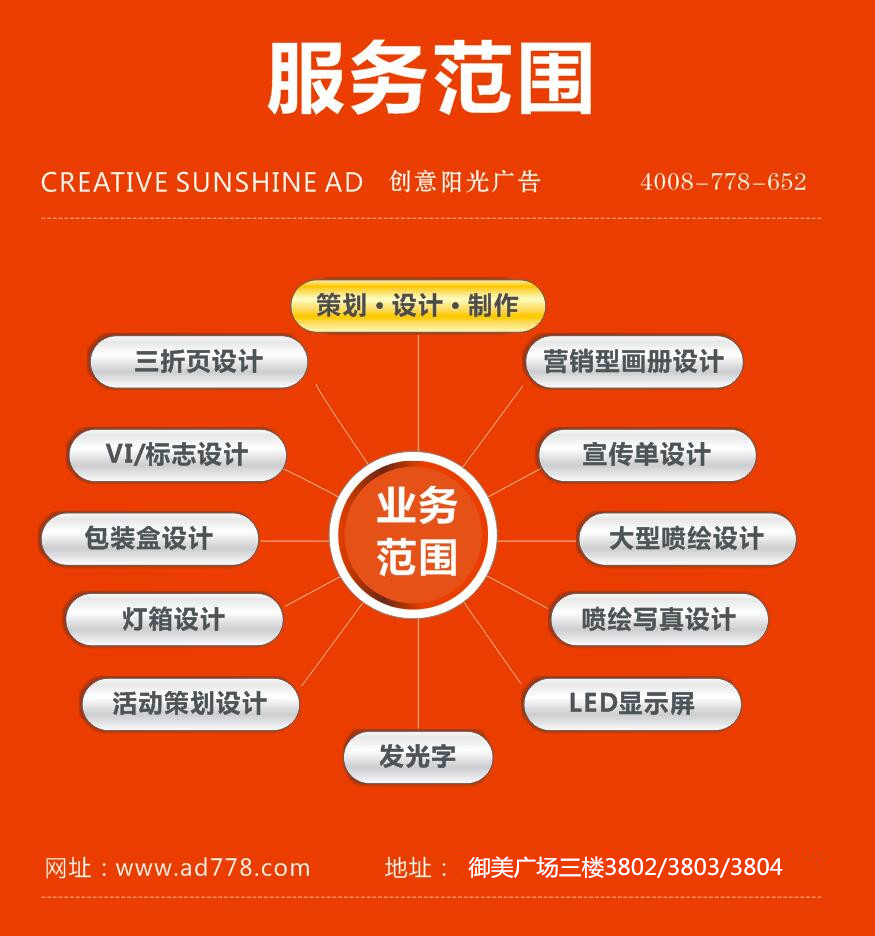 服务范围
CREATIVE SUNSHINE AD 创意阳光广告 4008-778-652
策划·设计·制作
三折页设计 营销型画册设计
VI/标志设计 宣传单设计
业务
范围
包装盒设计 大型喷绘设计
灯箱设计 喷绘写真设计
活动策划设计 LED显示屏
发光字
网址：www.ad778.com 地址： 御美广场三楼3802/3803/3804